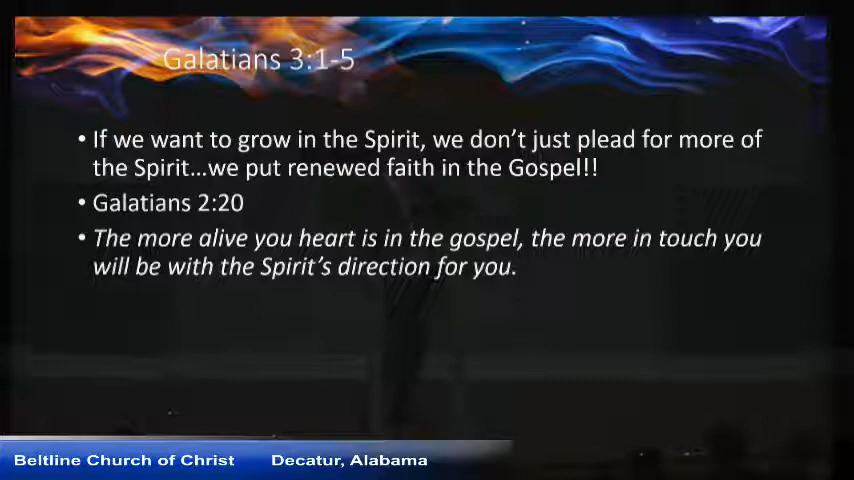 Galatians 3:1-5
• If we want to grow in the Spirit, we don't just plead for more of
the Spirit...we put renewed faith in the Gospel!!
• Galatians 2:20
• The more alive you heart is in the gospel, the more in touch you
will be with the Spirit's direction for you.
Beltline Church of Christ Decatur, Alabama